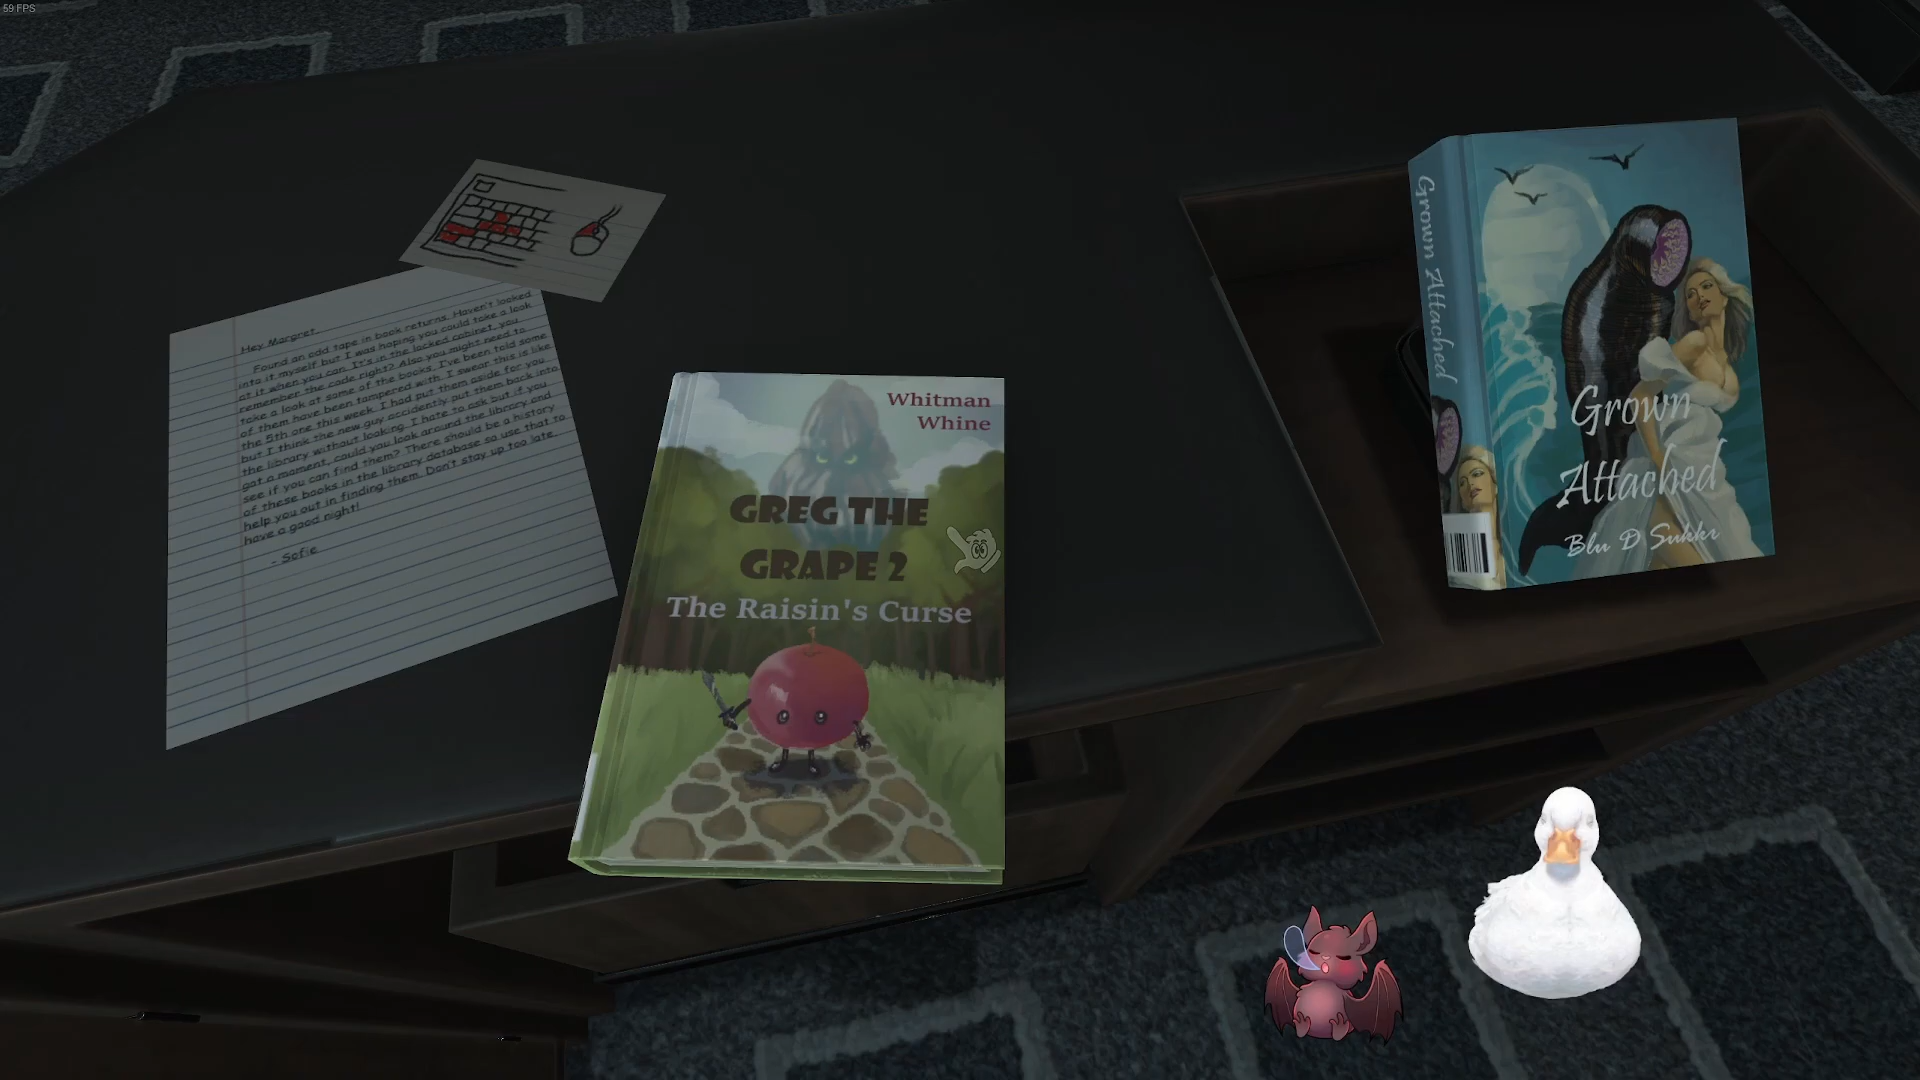 59 FPS
Hey Margret,
Found an odd tape in book returns. Haven't looked
into it myself but I was hoping you could take a look
at it when you can. It's in the locked cabinet, you
remember the code right? Also you might need to
take a look at some of the books, I've been told some
of them have been tampered with. I swear this is like
the 5th one this week. I had put them aside for you
but I think the new guy accidently put them back into
the library without looking. I hate to ask but if you
got a moment, could you look around the library and
see if you can find them? There should be a history
of these books in the library database so use that to
help you out in finding them. Don't stay up too late,
have a good night!
- Sofie
Whitman
Whine
GREG THE
GRAPE 2
The Raisin's Curse
Grown Attached
Grown
Attached
Blu D Sukkr